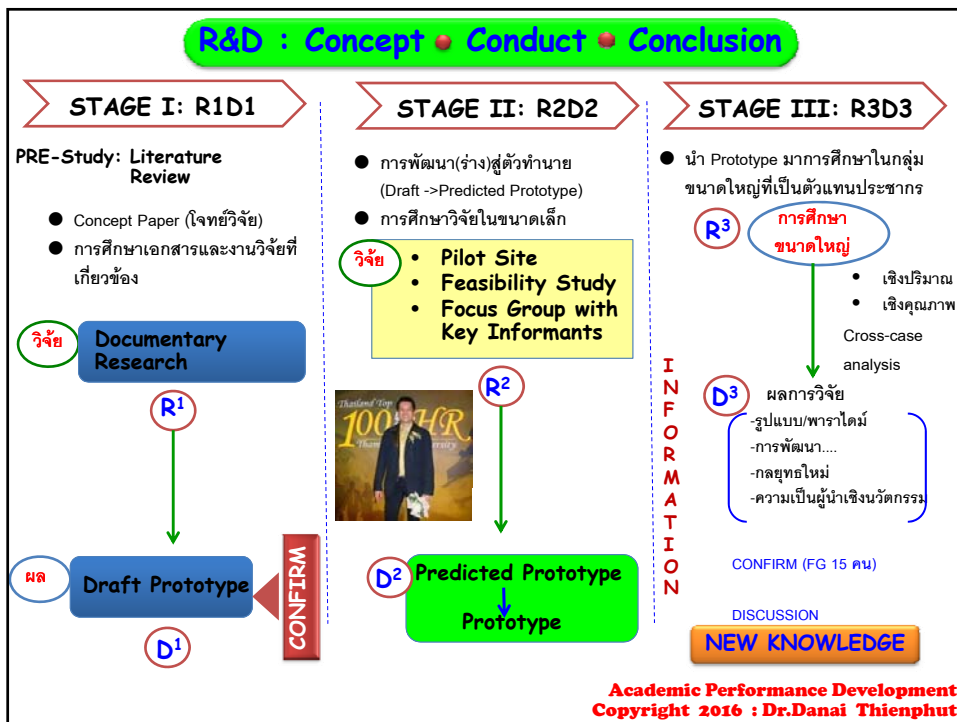 R&D : Concept • Conduct • Conclusion
STAGE I: R1D1
PRE-Study: Literature
Review
● Concept Paper (โจทย์วิจัย)
● การศึกษาเอกสารและงานวิจัยที่
เกี่ยวข้อง
วิจัย
Documentary
Research
R¹
ผล
Draft Prototype
CONFIRM
D¹
STAGE II: R2D2
● การพัฒนา(ร่าง)สู่ตัวทำนาย
(Draft ->Predicted Prototype)
● การศึกษาวิจัยในขนาดเล็ก
วิจัย
• Pilot Site
• Feasibility Study
• Focus Group with
Key Informants
R²
Thailand Top
100 HR
D²
Predicted Prototype
Prototype
STAGE III: R3D3
● นำ Prototype มาการศึกษาในกลุ่ม
ขนาดใหญ่ที่เป็นตัวแทนประชากร
R³
การศึกษา
ขนาดใหญ่
• เชิงปริมาณ
• เชิงคุณภาพ
Cross-case
analysis
INFORMATION
D³
ผลการวิจัย
-รูปแบบ/พาราไดม์
-การพัฒนา....
-กลยุทธใหม่
-ความเป็นผู้นำเชิงนวัตกรรม
CONFIRM (FG 15 คน)
DISCUSSION
NEW KNOWLEDGE
Academic Performance Development
Copyright 2016 : Dr.Danai Thienphut